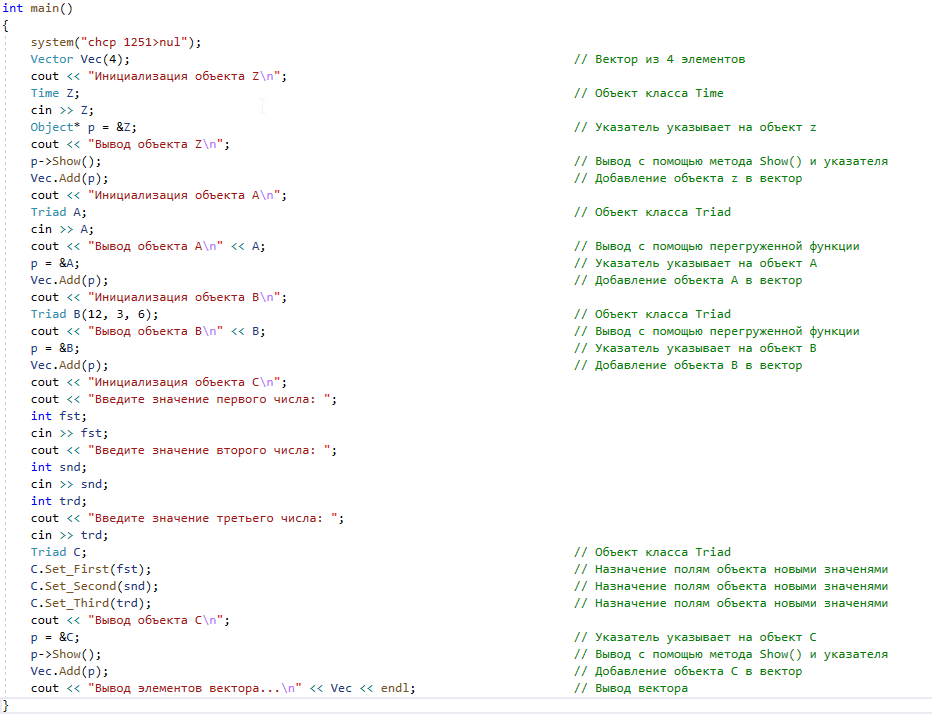 int main()
{
system("chcp 1251>nul");
Vector Vec(4); // Вектор из 4 элементов
cout << "Инициализация объекта Z\n";
Time Z; // Объект класса Time
cin >> Z;
Object* p = &Z; // Указатель указывает на объект z
cout << "Вывод объекта Z\n";
p->Show(); // Вывод с помощью метода Show() и указателя
Vec.Add(p); // Добавление объекта z в вектор
cout << "Инициализация объекта A\n";
Triad A; // Объект класса Triad
cin >> A;
cout << "Вывод объекта A\n" << A; // Вывод с помощью перегруженной функции
p = &A; // Указатель указывает на объект A
Vec.Add(p); // Добавление объекта A в вектор
cout << "Инициализация объекта B\n";
Triad B(12, 3, 6); // Объект класса Triad
cout << "Вывод объекта B\n" << B; // Вывод с помощью перегруженной функции
p = &B; // Указатель указывает на объект B
Vec.Add(p); // Добавление объекта B в вектор
cout << "Инициализация объекта C\n";
cout << "Введите значение первого числа: ";
int fst;
cin >> fst;
cout << "Введите значение второго числа: ";
int snd;
cin >> snd;
int trd;
cout << "Введите значение третьего числа: ";
cin >> trd;
Triad C; // Объект класса Triad
C.Set_First(fst); // Назначение полям объекта новыми значенями
C.Set_Second(snd); // Назначение полям объекта новыми значенями
C.Set_Third(trd); // Назначение полям объекта новыми значенями
cout << "Вывод объекта C\n";
p = &C; // Указатель указывает на объект C
p->Show(); // Вывод с помощью метода Show() и указателя
Vec.Add(p); // Добавление объекта C в вектор
cout << "Вывод элементов вектора...\n" << Vec << endl; // Вывод вектора
}